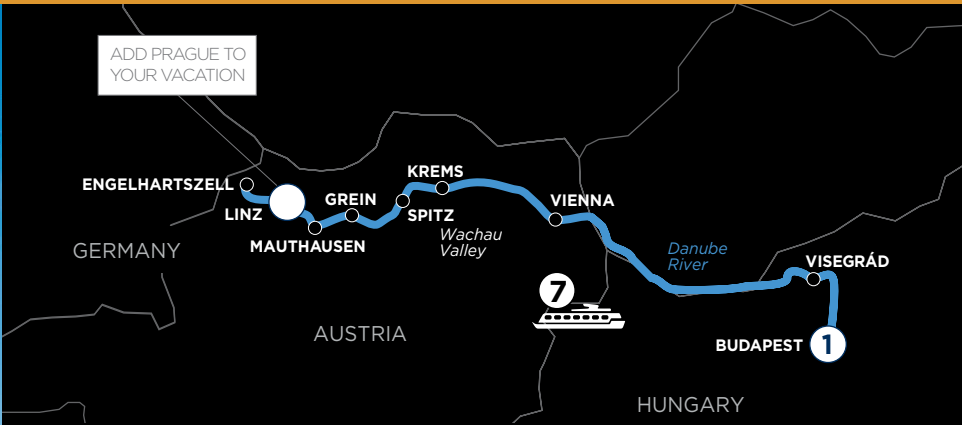 ADD PRAGUE TO
YOUR VACATION
ENGELHARTSZELL
LINZ
MAUTHAUSEN
GREIN
KREMS
SPITZ
Wachau
Valley
VIENNA
Danube
River
VISEGRÁD
BUDAPEST
1
7
GERMANY
AUSTRIA
HUNGARY